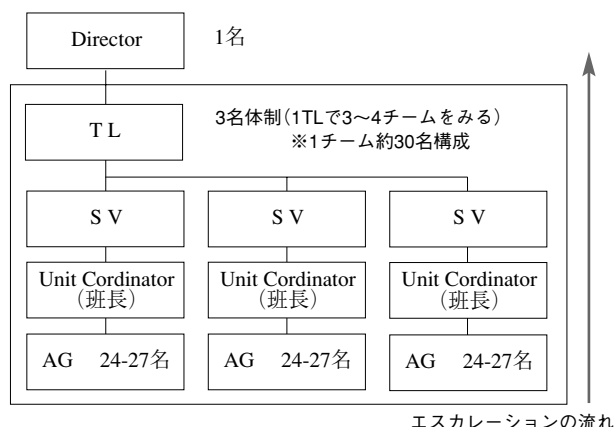 Director 1名
T L 3名体制(1TLで3〜4チームをみる)
※1チーム約30名構成
S V S V S V
Unit Cordinator Unit Cordinator Unit Cordinator
(班長) (班長) (班長)
AG 24-27名 AG 24-27名 AG 24-27名
エスカレーションの流れ